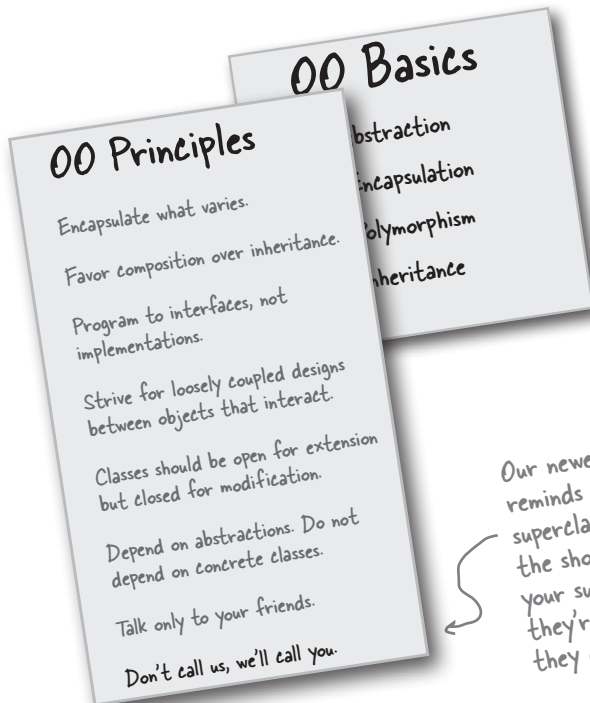 OO Basics
bstraction
ncapsulation
olymorphism
nheritance
OO Principles
Encapsulate what varies.
Favor composition over inheritance.
Program to interfaces, not
implementations.
Strive for loosely coupled designs
between objects that interact.
Classes should be open for extension
but closed for modification.
Depend on abstractions. Do not
depend on concrete classes.
Talk only to your friends.
Don't call us, we'll call you.
Our newe
reminds
supercla
the sho
your su
they'r
they